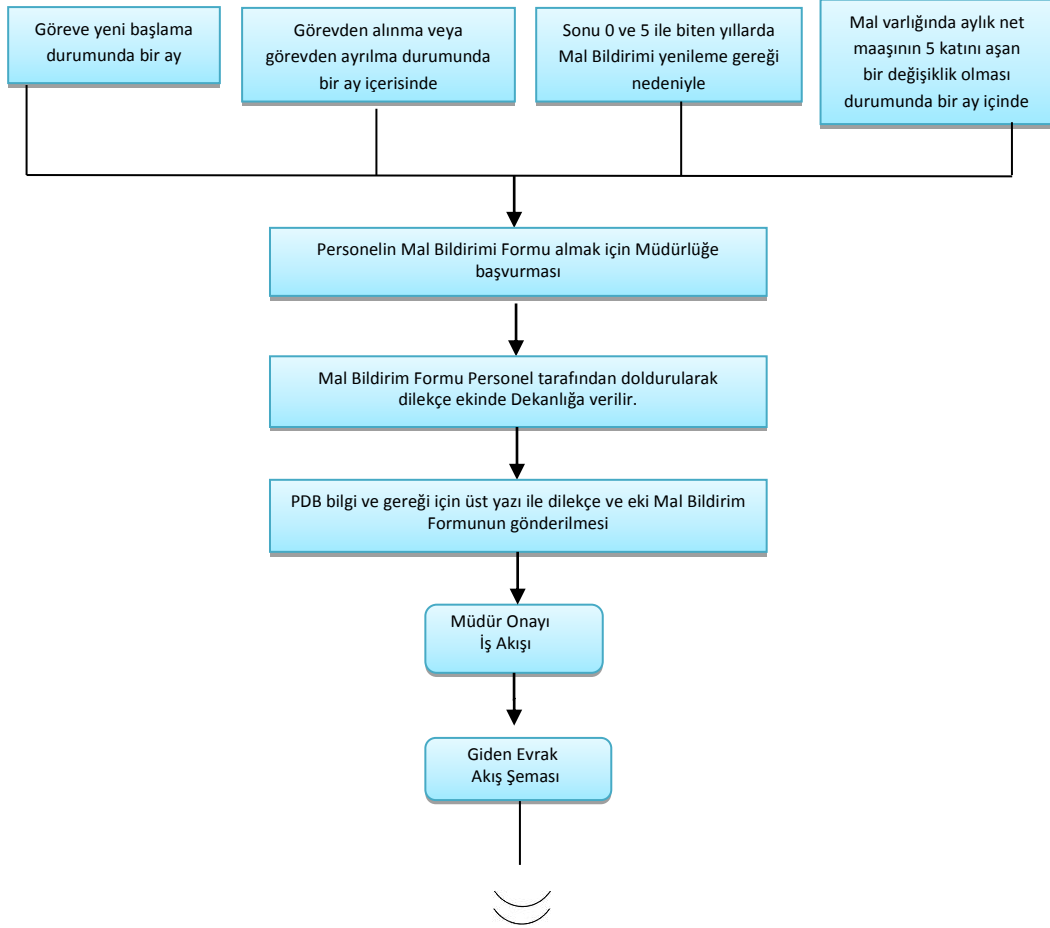 Göreve yeni başlama
durumunda bir ay
Görevden alınma veya
görevden ayrılma durumunda
bir ay içerisinde
Sonu 0 ve 5 ile biten yıllarda
Mal Bildirimi yenileme gereği
nedeniyle
Mal varlığında aylık net
maaşının 5 katını aşan
bir değişiklik olması
durumunda bir ay içinde
Personelin Mal Bildirimi Formu almak için Müdürlüğe
başvurması
Mal Bildirim Formu Personel tarafından doldurularak
dilekçe ekinde Dekanlığa verilir.
PDB bilgi ve gereği için üst yazı ile dilekçe ve eki Mal Bildirim
Formunun gönderilmesi
Müdür Onayı
İş Akışı
Giden Evrak
Akış Şeması